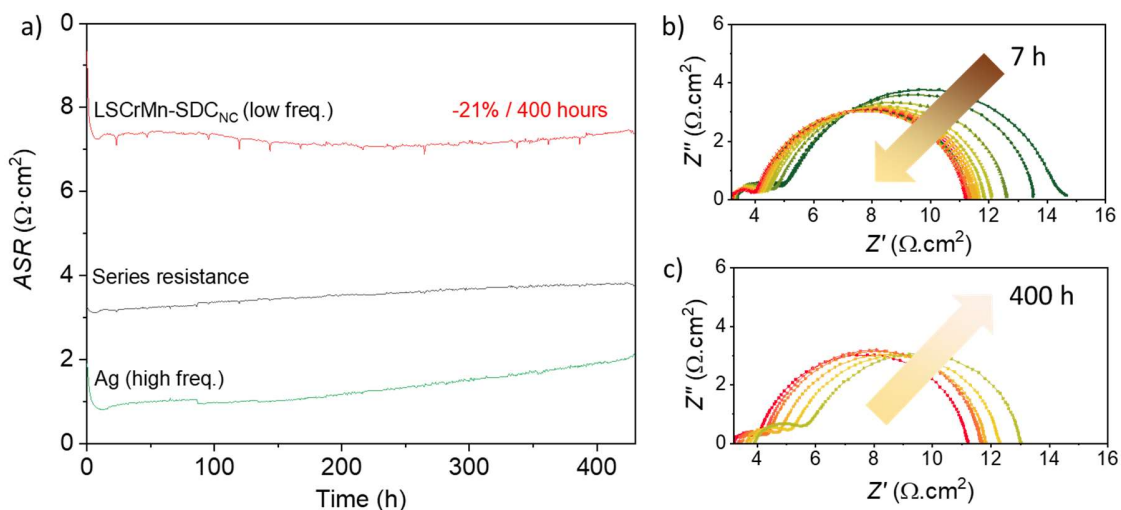 a)
0
8
6
4
2
0
ASR (Ω·cm²)
LSCrMn-SDC_NC (low freq.)
-21% / 400 hours
Series resistance
Ag (high freq.)
0 100 200 300 400
Time (h)
b)
6
4
2
0
Z″ (Ω.cm²)
7 h
4 6 8 10 12 14 16
Z′ (Ω.cm²)
c)
6
4
2
0
Z″ (Ω.cm²)
400 h
4 6 8 10 12 14 16
Z′ (Ω.cm²)